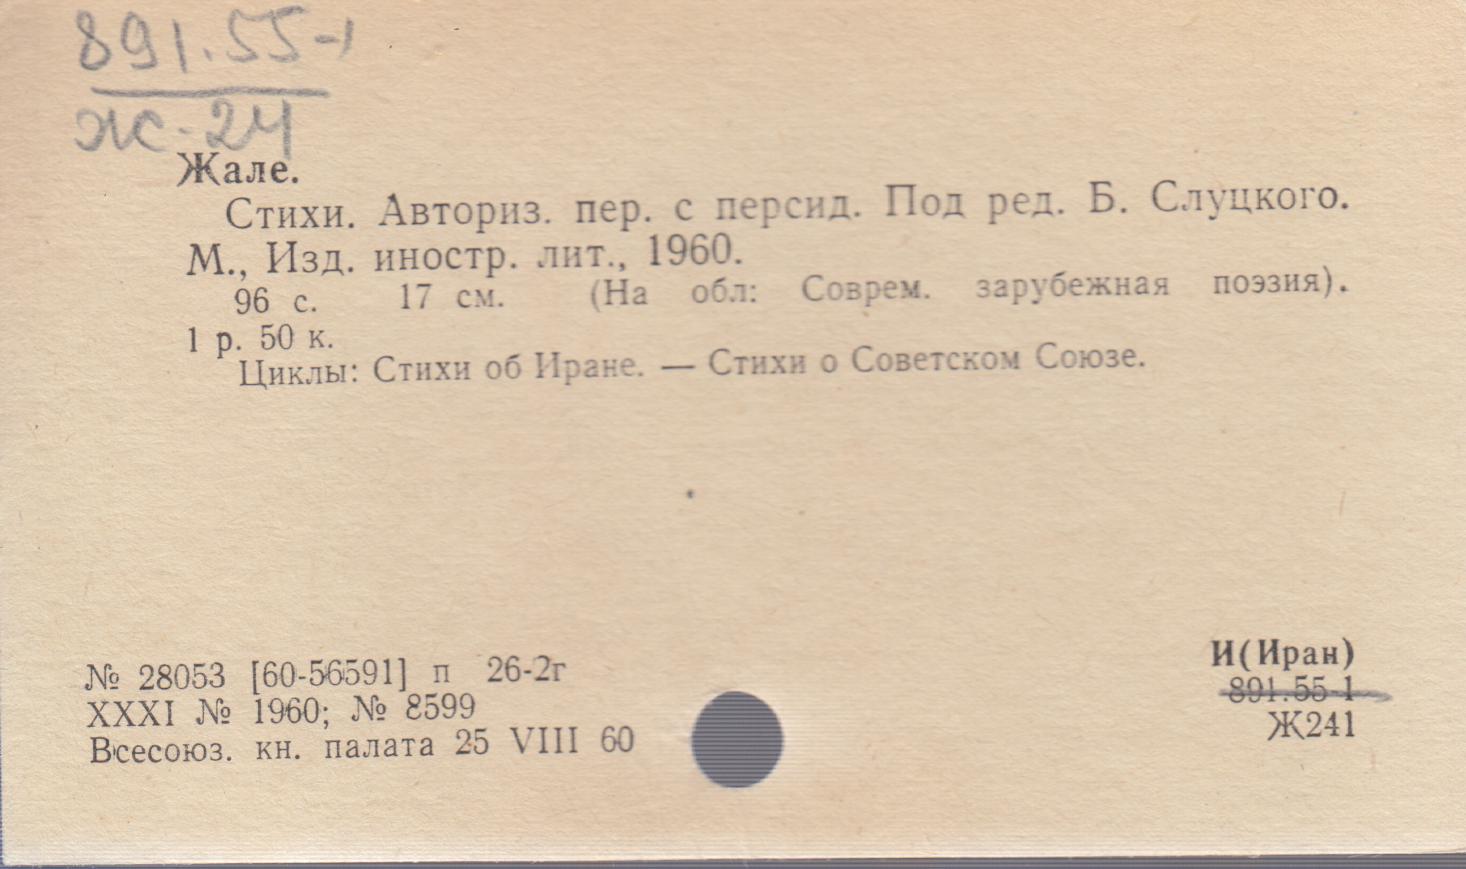 891.55-1
Ж-24
Жале.
Стихи. Авториз. пер. с персид. Под ред. Б. Слуцкого.
М., Изд. иностр. лит., 1960.
96 с. 17 см. (На обл: Соврем. зарубежная поэзия).
1 р. 50 к.
Циклы: Стихи об Иране. — Стихи о Советском Союзе.
№ 28053 [60-56591] п 26-2г
XXXI № 1960; № 8599
Всесоюз. кн. палата 25 VIII 60
И(Иран)
891.55-1
Ж241